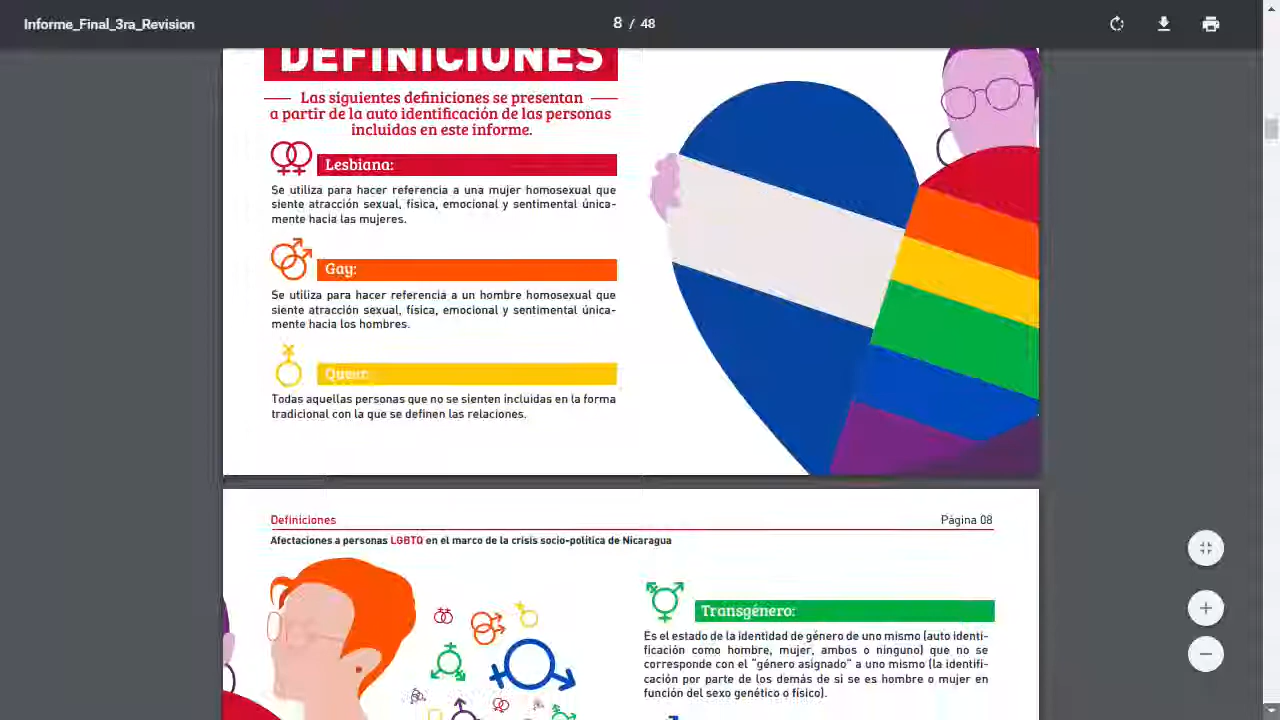 Informe_Final_3ra_Revision
8 / 48
DEFINICIONES
Las siguientes definiciones se presentan
a partir de la auto identificación de las personas
incluidas en este informe.
Lesbiana:
Se utiliza para hacer referencia a una mujer homosexual que
siente atracción sexual, física, emocional y sentimental única-
mente hacia las mujeres.
Gay:
Se utiliza para hacer referencia a un hombre homosexual que
siente atracción sexual, física, emocional y sentimental única-
mente hacia los hombres.
Queer:
Todas aquellas personas que no se sienten incluidas en la forma
tradicional con la que se definen las relaciones.
Definiciones
Página 08
Afectaciones a personas LGBTQ en el marco de la crisis socio-política de Nicaragua
Transgénero:
Es el estado de la identidad de género de uno mismo (auto identi-
ficación como hombre, mujer, ambos o ninguno) que no se
corresponde con el "género asignado" a uno mismo (la identifi-
cación por parte de los demás de si se es hombre o mujer en
función del sexo genético o físico).